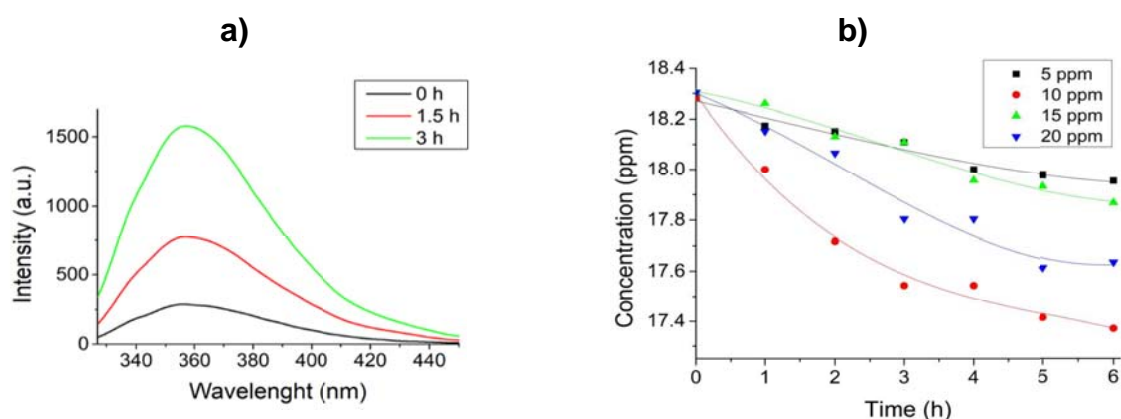 a)
0 h
1.5 h
3 h
1500
1000
500
0
Intensity (a.u.)
340 360 380 400 420 440
Wavelenght (nm)
b)
5 ppm
10 ppm
15 ppm
20 ppm
18.4
18.2
18.0
17.8
17.6
17.4
Concentration (ppm)
0 1 2 3 4 5 6
Time (h)